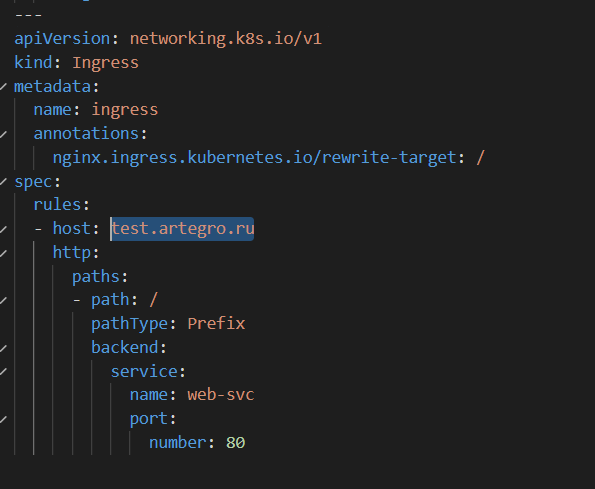 ---
apiVersion: networking.k8s.io/v1
kind: Ingress
metadata:
  name: ingress
  annotations:
    nginx.ingress.kubernetes.io/rewrite-target: /
spec:
  rules:
  - host: test.artegro.ru
    http:
      paths:
      - path: /
        pathType: Prefix
        backend:
          service:
            name: web-svc
            port:
              number: 80